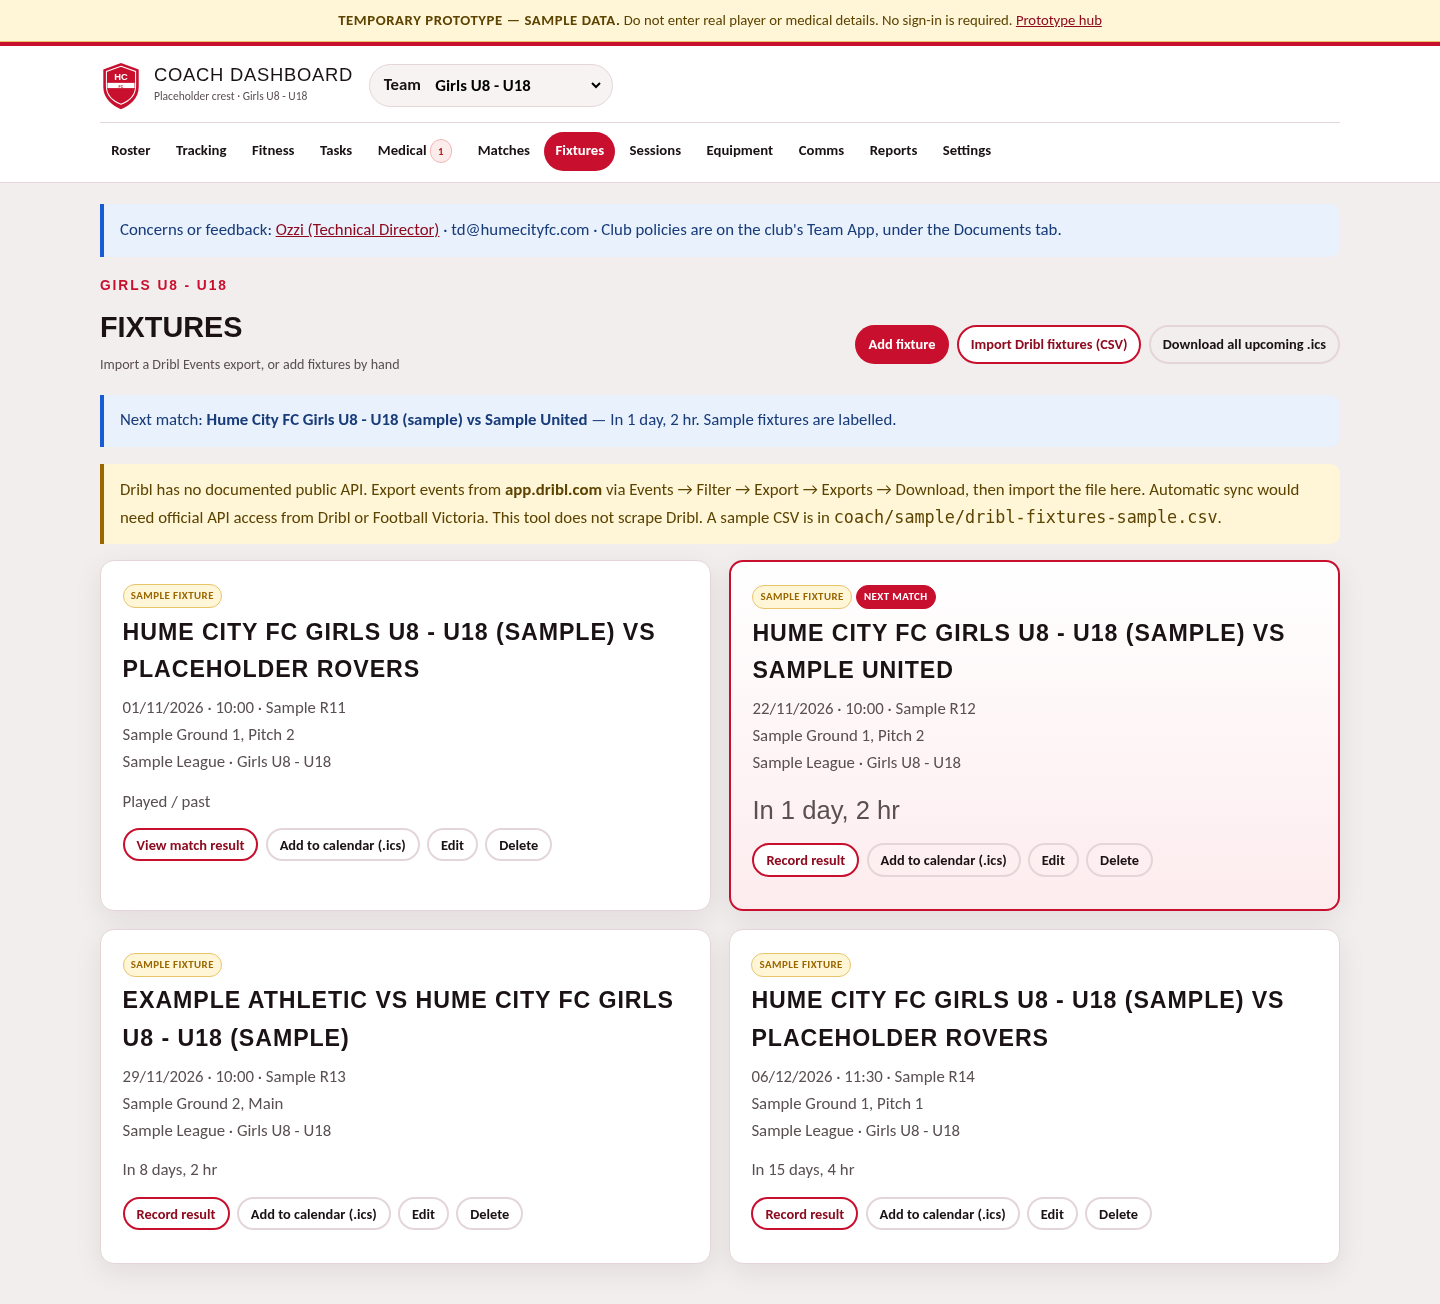 TEMPORARY PROTOTYPE — SAMPLE DATA. Do not enter real player or medical details. No sign-in is required. Prototype hub
HC
FC
COACH DASHBOARD
Placeholder crest · Girls U8 - U18
Team Girls U8 - U18
Roster Tracking Fitness Tasks Medical 1 Matches Fixtures Sessions Equipment Comms Reports Settings
Concerns or feedback: Ozzi (Technical Director) · td@humecityfc.com · Club policies are on the club's Team App, under the Documents tab.
GIRLS U8 - U18
FIXTURES
Import a Dribl Events export, or add fixtures by hand
Add fixture Import Dribl fixtures (CSV) Download all upcoming .ics
Next match: Hume City FC Girls U8 - U18 (sample) vs Sample United — In 1 day, 2 hr. Sample fixtures are labelled.
Dribl has no documented public API. Export events from app.dribl.com via Events → Filter → Export → Exports → Download, then import the file here. Automatic sync would
need official API access from Dribl or Football Victoria. This tool does not scrape Dribl. A sample CSV is in coach/sample/dribl-fixtures-sample.csv.
SAMPLE FIXTURE
HUME CITY FC GIRLS U8 - U18 (SAMPLE) VS
PLACEHOLDER ROVERS
01/11/2026 · 10:00 · Sample R11
Sample Ground 1, Pitch 2
Sample League · Girls U8 - U18
Played / past
View match result Add to calendar (.ics) Edit Delete
SAMPLE FIXTURE NEXT MATCH
HUME CITY FC GIRLS U8 - U18 (SAMPLE) VS
SAMPLE UNITED
22/11/2026 · 10:00 · Sample R12
Sample Ground 1, Pitch 2
Sample League · Girls U8 - U18
In 1 day, 2 hr
Record result Add to calendar (.ics) Edit Delete
SAMPLE FIXTURE
EXAMPLE ATHLETIC VS HUME CITY FC GIRLS
U8 - U18 (SAMPLE)
29/11/2026 · 10:00 · Sample R13
Sample Ground 2, Main
Sample League · Girls U8 - U18
In 8 days, 2 hr
Record result Add to calendar (.ics) Edit Delete
SAMPLE FIXTURE
HUME CITY FC GIRLS U8 - U18 (SAMPLE) VS
PLACEHOLDER ROVERS
06/12/2026 · 11:30 · Sample R14
Sample Ground 1, Pitch 1
Sample League · Girls U8 - U18
In 15 days, 4 hr
Record result Add to calendar (.ics) Edit Delete